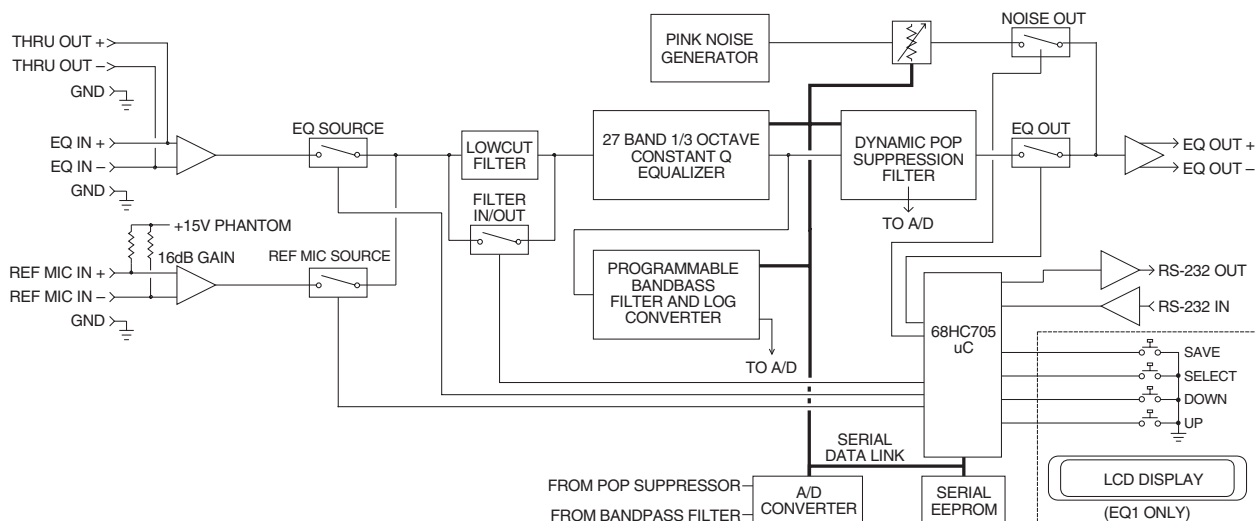 THRU OUT +
THRU OUT –
GND
EQ IN +
EQ IN –
GND
+15V PHANTOM
16dB GAIN
REF MIC IN +
REF MIC IN –
GND
EQ SOURCE
REF MIC SOURCE
LOWCUT
FILTER
FILTER
IN/OUT
PINK NOISE
GENERATOR
NOISE OUT
27 BAND 1/3 OCTAVE
CONSTANT Q
EQUALIZER
DYNAMIC POP
SUPPRESSION
FILTER
TO A/D
EQ OUT
EQ OUT +
EQ OUT –
PROGRAMMABLE
BANDBASS
FILTER AND LOG
CONVERTER
TO A/D
68HC705
uC
RS-232 OUT
RS-232 IN
SAVE
SELECT
DOWN
UP
SERIAL
DATA LINK
FROM POP SUPPRESSOR
FROM BANDPASS FILTER
A/D
CONVERTER
SERIAL
EEPROM
LCD DISPLAY
(EQ1 ONLY)